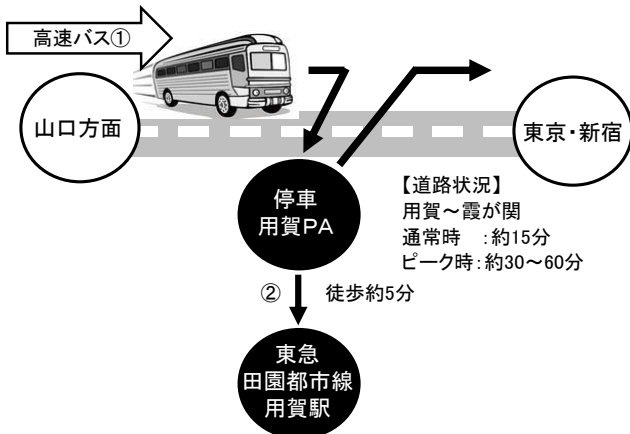 高速バス①
山口方面
東京・新宿
停車
用賀PA
【道路状況】
用賀～霞が関
通常時　：約15分
ピーク時：約30～60分
②　徒歩約5分
東急
田園都市線
用賀駅